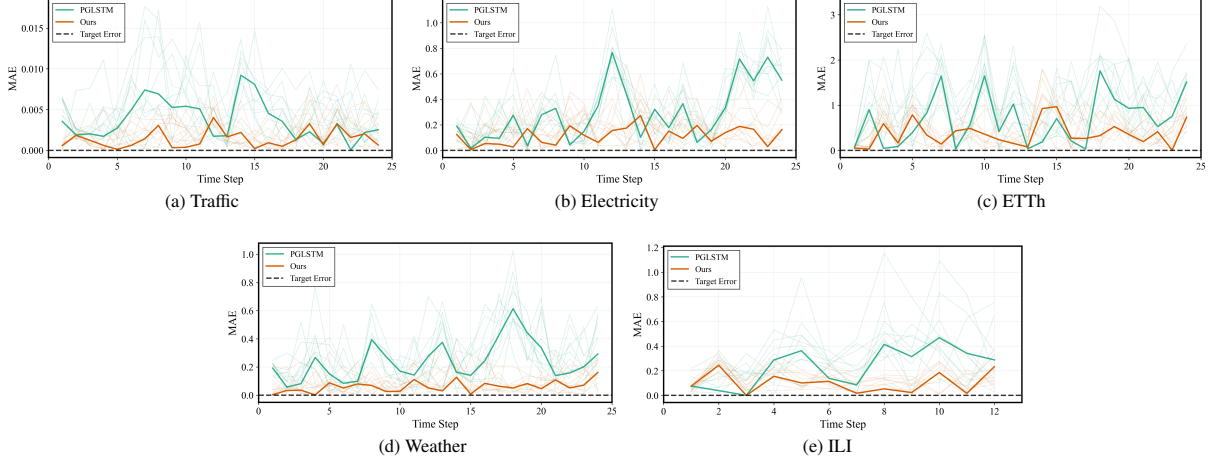 PGLSTM
Ours
Target Error
MAE
0.015
0.010
0.005
0.000
0 5 10 15 20 25
Time Step
(a) Traffic
PGLSTM
Ours
Target Error
MAE
1.0
0.8
0.6
0.4
0.2
0.0
0 5 10 15 20 25
Time Step
(b) Electricity
PGLSTM
Ours
Target Error
MAE
3
2
1
0
0 5 10 15 20 25
Time Step
(c) ETTh
PGLSTM
Ours
Target Error
MAE
1.0
0.8
0.6
0.4
0.2
0.0
0 5 10 15 20 25
Time Step
(d) Weather
PGLSTM
Ours
Target Error
MAE
1.2
1.0
0.8
0.6
0.4
0.2
0.0
2 4 6 8 10 12
Time Step
(e) ILI